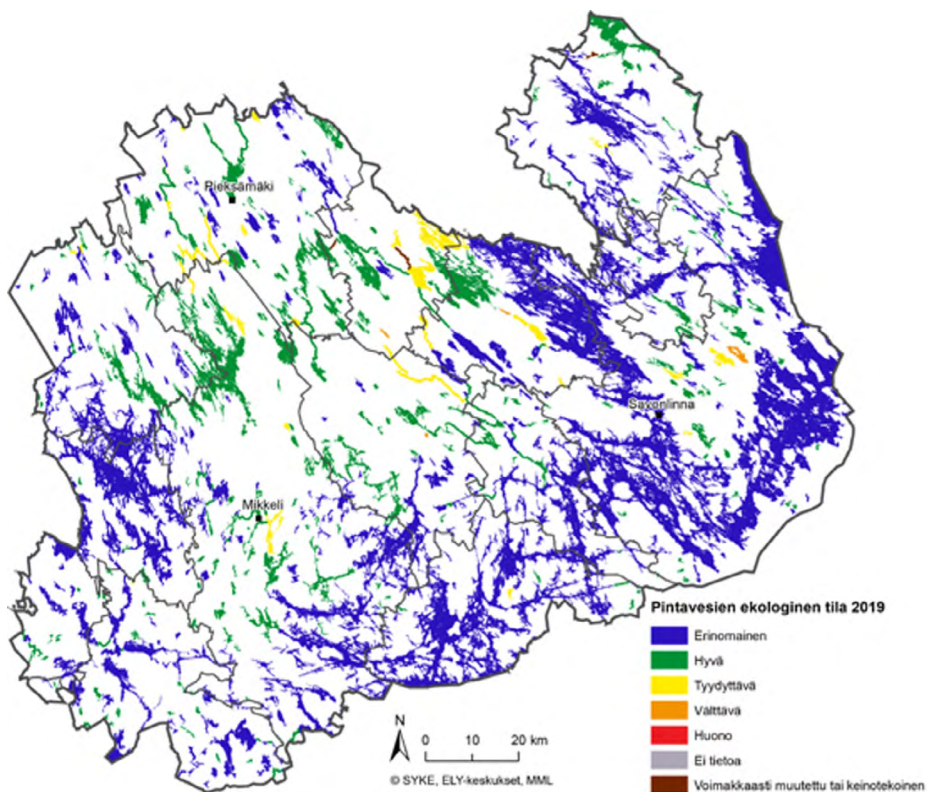 Pieksämäki
Savonlinna
Mikkeli
Pintavesien ekologinen tila 2019
Erinomainen
Hyvä
Tyydyttävä
Välttävä
Huono
Ei tietoa
Voimakkaasti muutettu tai keinotekoinen
N
0 10 20 km
© SYKE, ELY-keskukset, MML